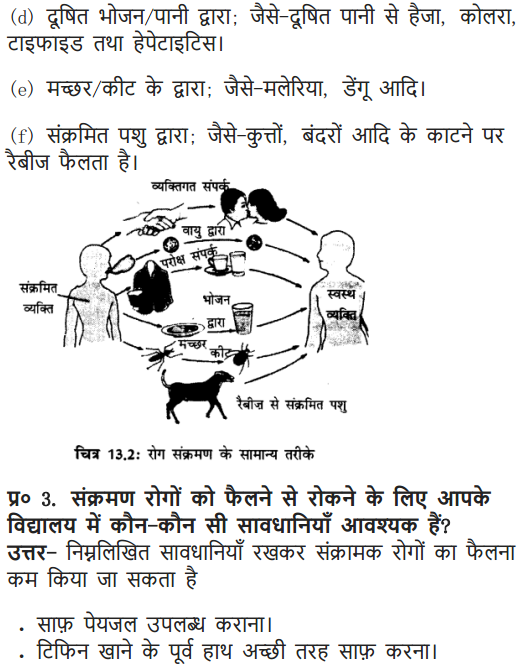 (d) दूषित भोजन/पानी द्वारा; जैसे-दूषित पानी से हैजा, कोलरा,
टाइफाइड तथा हेपेटाइटिस।
(e) मच्छर/कीट के द्वारा; जैसे-मलेरिया, डेंगू आदि।
(f) संक्रमित पशु द्वारा; जैसे-कुत्तों, बंदरों आदि के काटने पर
रैबीज फैलता है।
व्यक्तिगत संपर्क
वायु द्वारा
परोक्ष संपर्क
संक्रमित
व्यक्ति
स्वस्थ
व्यक्ति
भोजन
द्वारा
मच्छर
कीट
रैबीज से संक्रमित पशु
चित्र 13.2: रोग संक्रमण के सामान्य तरीके
प्र० 3. संक्रमण रोगों को फैलने से रोकने के लिए आपके
विद्यालय में कौन-कौन सी सावधानियाँ आवश्यक हैं?
उत्तर- निम्नलिखित सावधानियाँ रखकर संक्रामक रोगों का फैलना
कम किया जा सकता है
. साफ़ पेयजल उपलब्ध कराना।
. टिफिन खाने के पूर्व हाथ अच्छी तरह साफ़ करना।